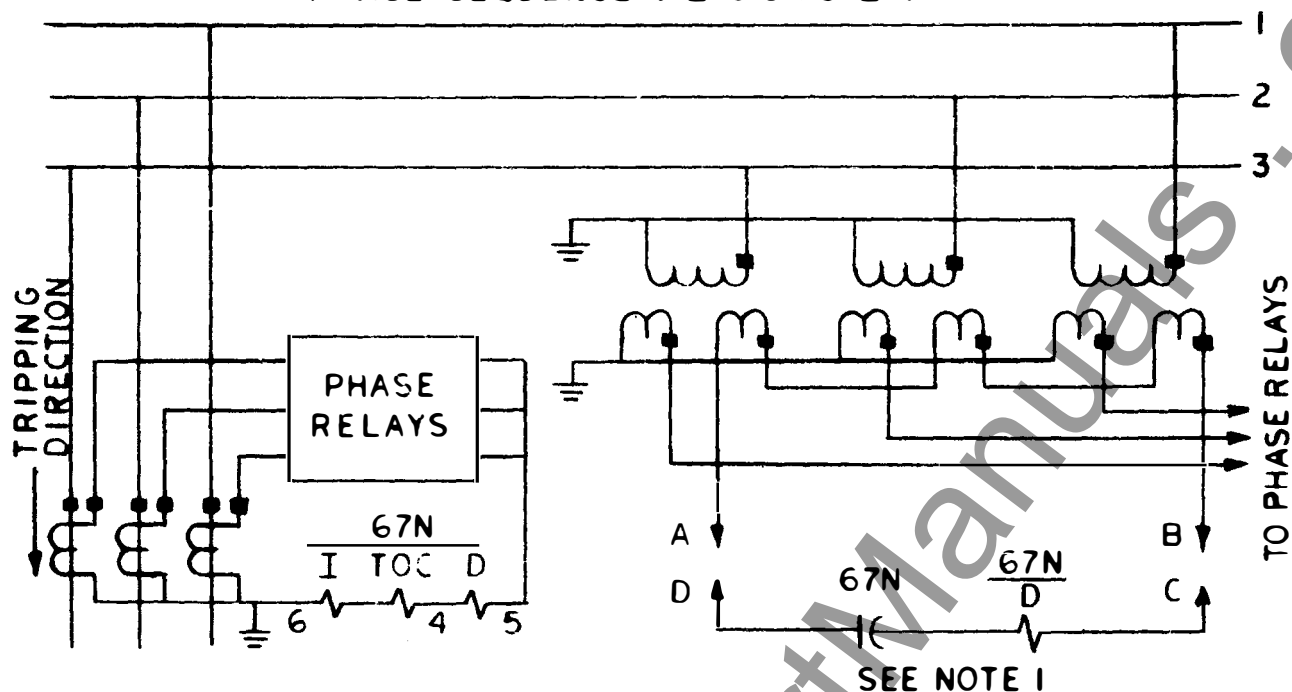 1
2
3
TRIPPING
DIRECTION
PHASE
RELAYS
67N
I TOC D
6 4 5
TO PHASE RELAYS
A
B
D
67N
67N
D
C
SEE NOTE 1